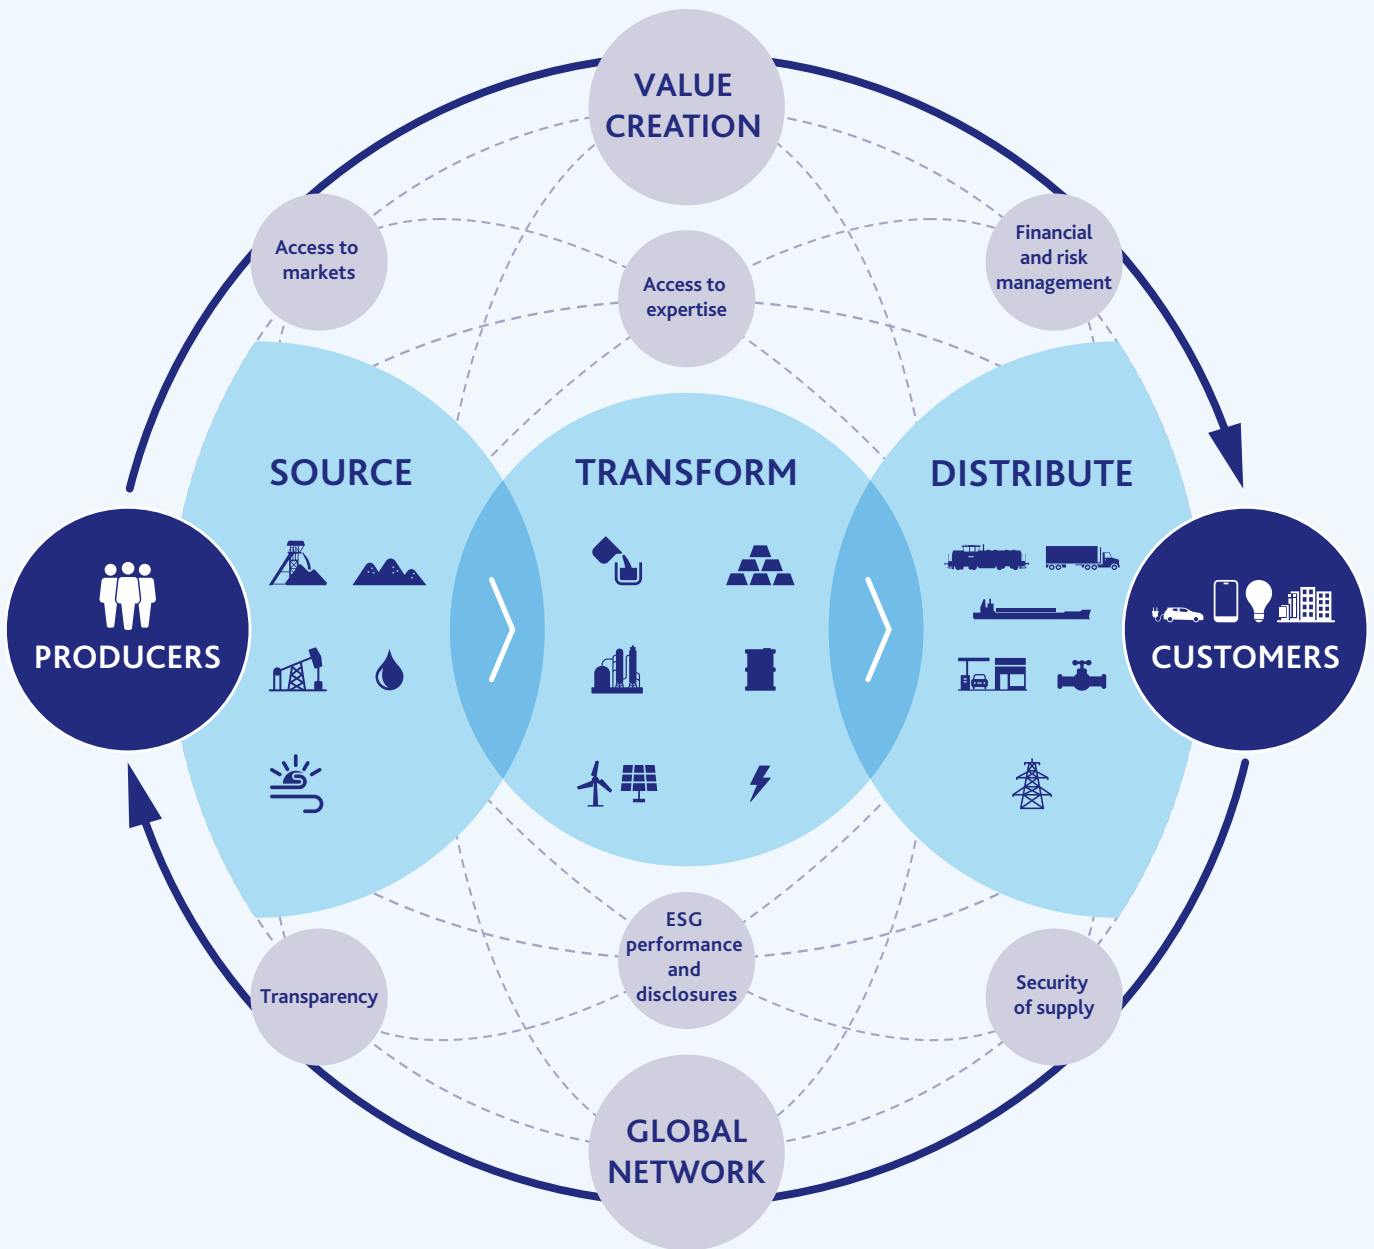 VALUE
CREATION
Access to
markets
Financial
and risk
management
Access to
expertise
SOURCE
TRANSFORM
DISTRIBUTE
PRODUCERS
CUSTOMERS
ESG
performance
and
disclosures
Transparency
Security
of supply
GLOBAL
NETWORK